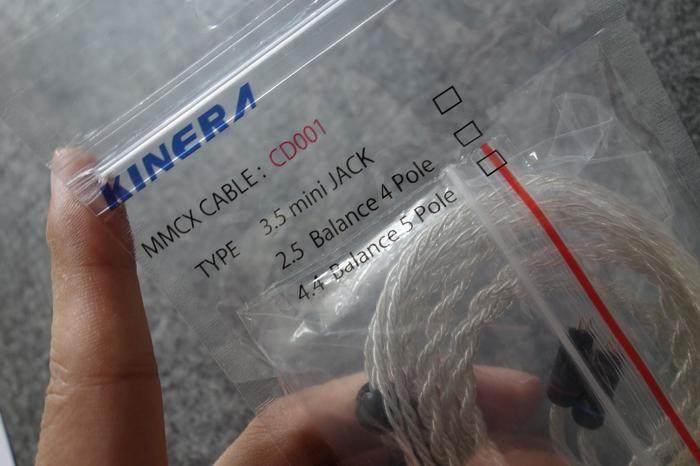 KINERA
MMCX CABLE : CD001
TYPE 3.5 mini JACK
2.5 Balance 4 Pole
4.4 Balance 5 Pole